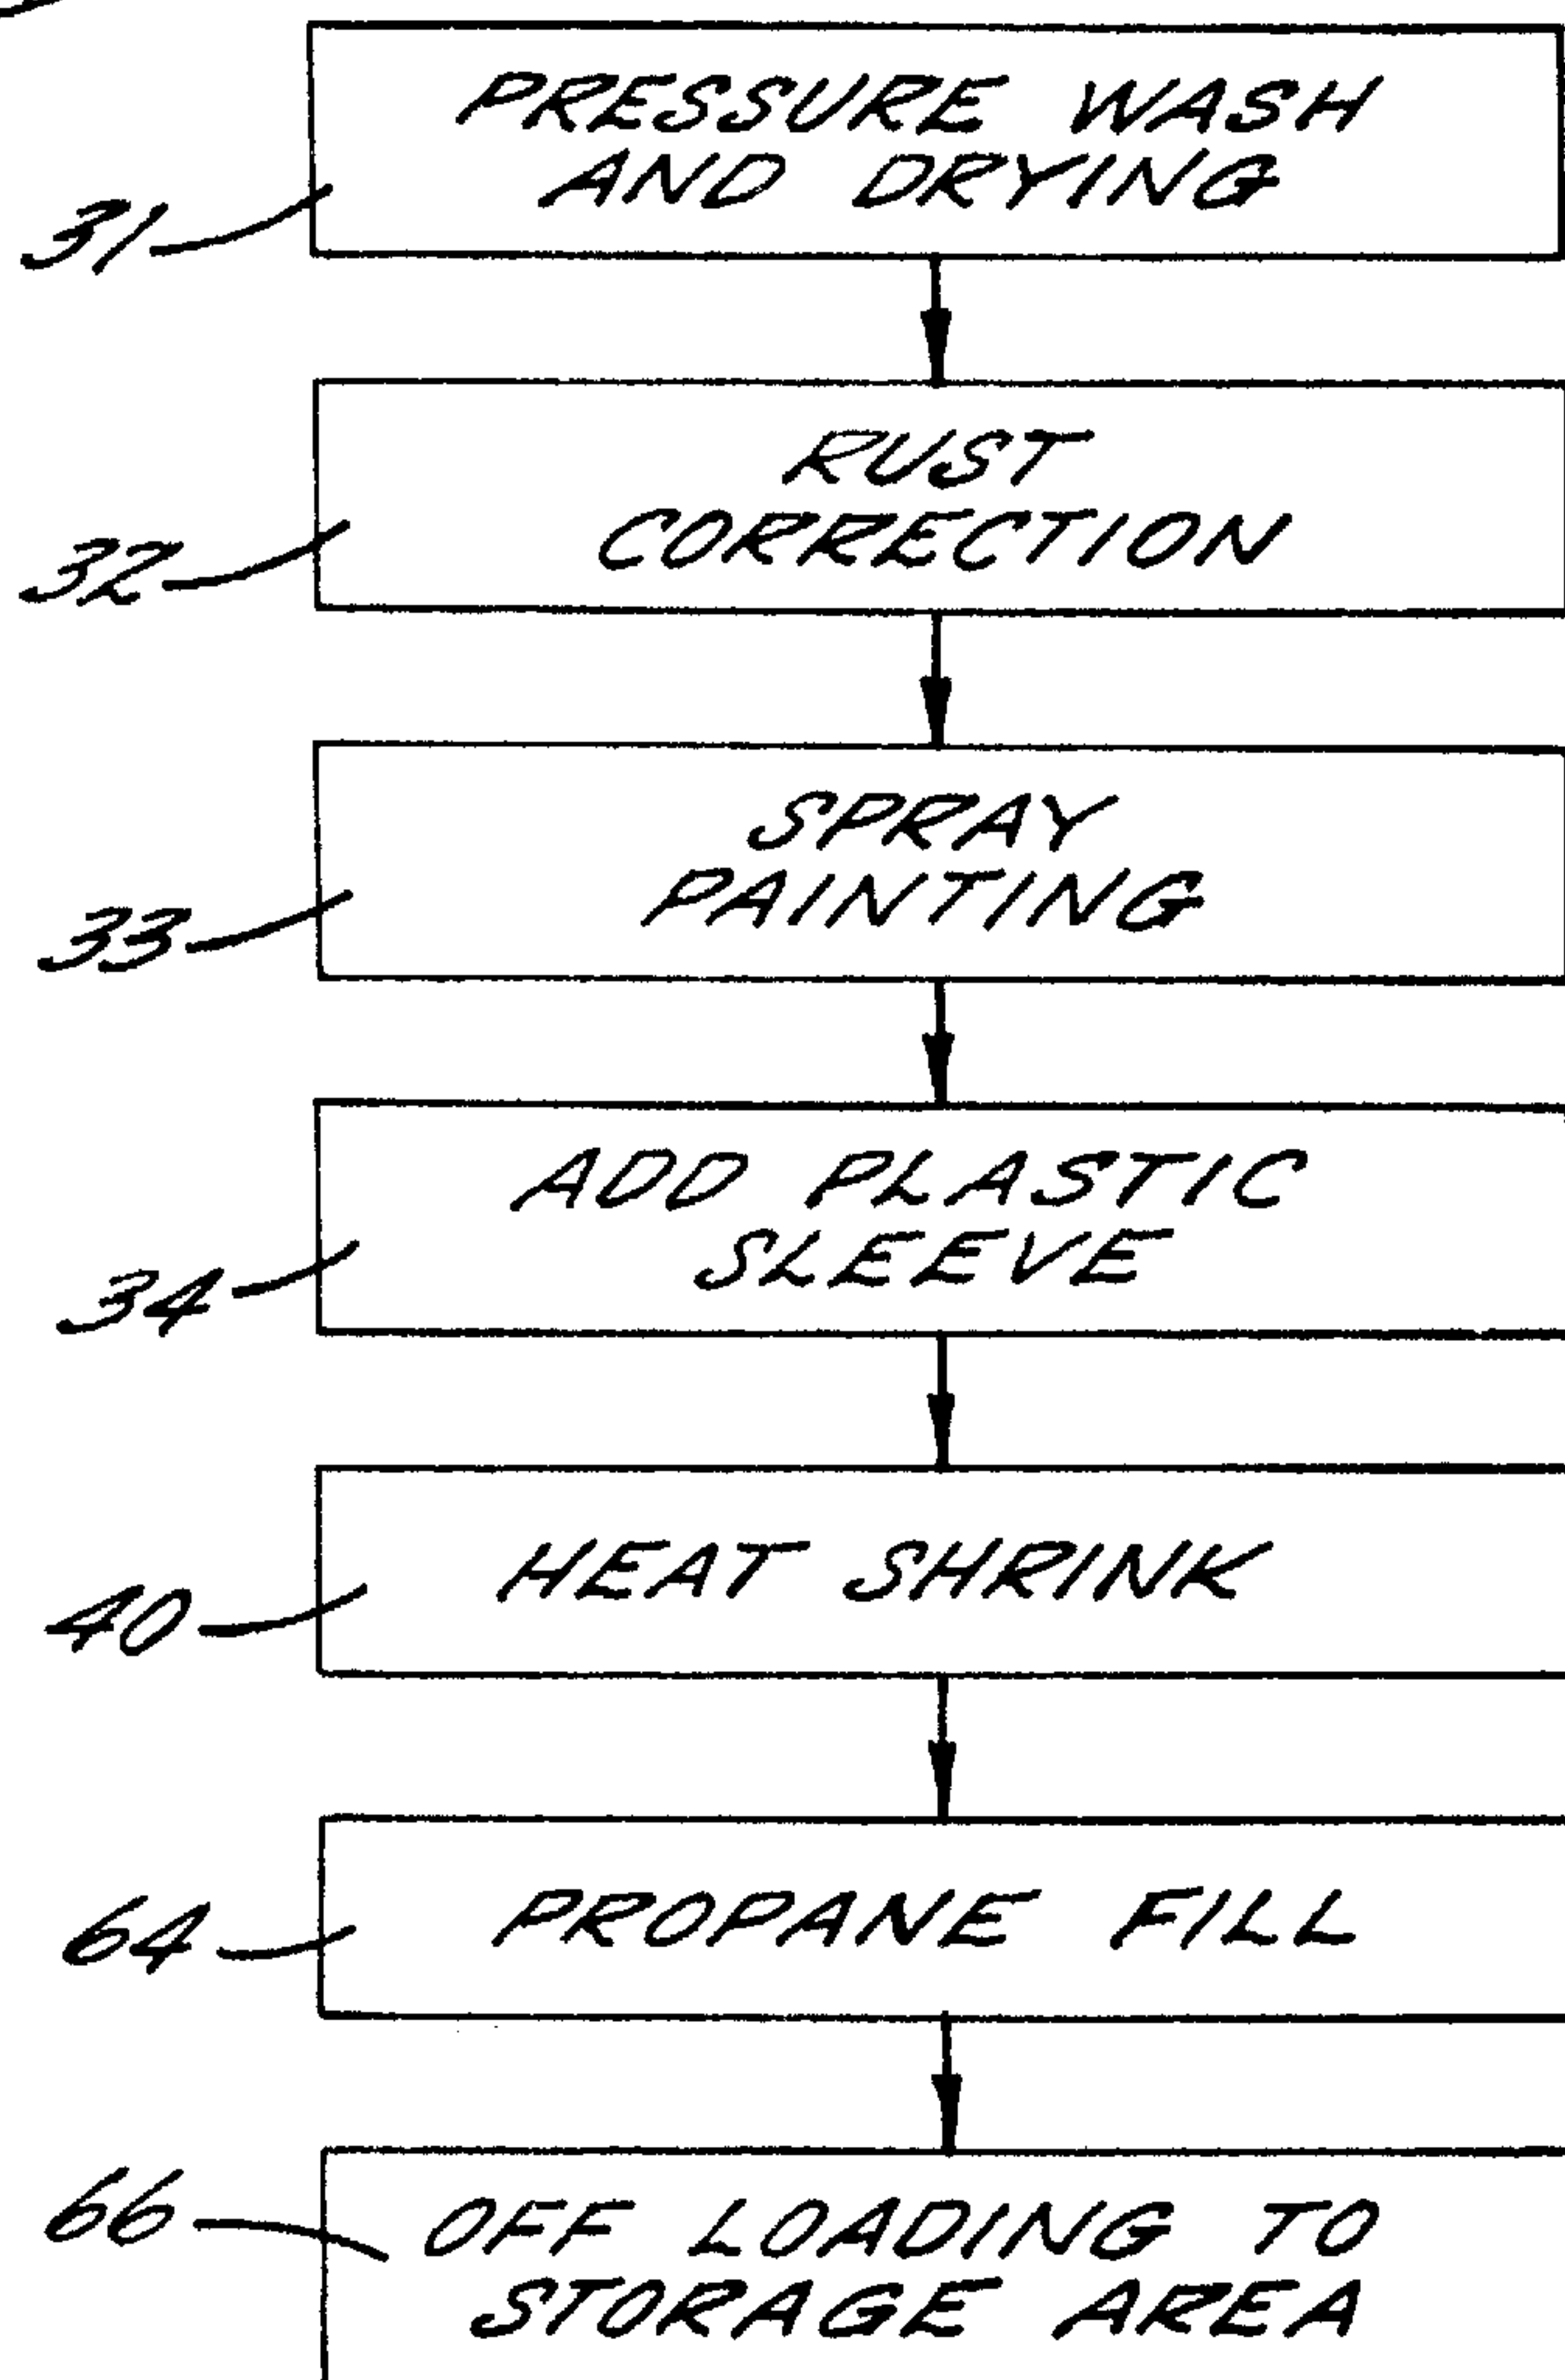 PRESSURE WASH
AND DRYING
31
RUST
CORRECTION
32
SPRAY
PAINTING
33
ADD PLASTIC
SLEEVE
34
HEAT SHRINK
40
PROPANE FILL
64
66
OFF LOADING TO
STORAGE AREA